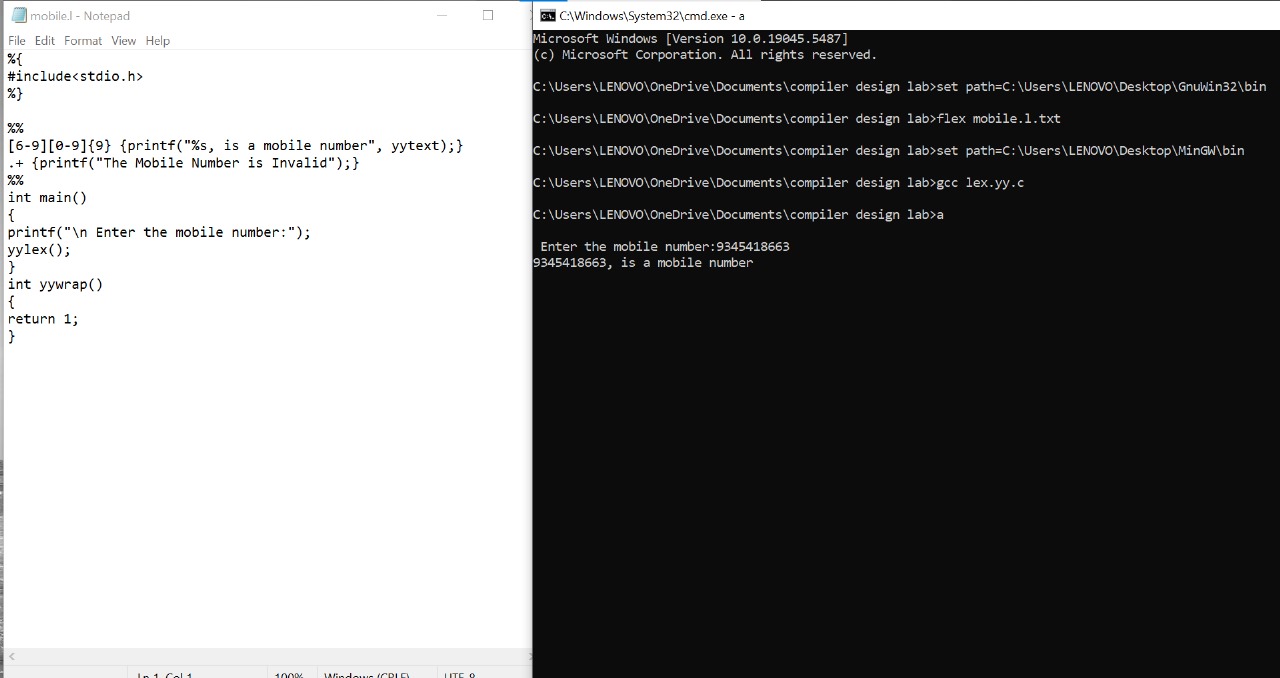 mobile.l - Notepad
File Edit Format View Help
%{
#include<stdio.h>
%}
%%
[6-9][0-9]{9} {printf("%s, is a mobile number", yytext);}
.+ {printf("The Mobile Number is Invalid");}
%%
int main()
{
printf("\n Enter the mobile number:");
yylex();
}
int yywrap()
{
return 1;
}
Ln 1, Col 1 100% Windows (CRLF) UTF-8
C:\Windows\System32\cmd.exe - a
Microsoft Windows [Version 10.0.19045.5487]
(c) Microsoft Corporation. All rights reserved.
C:\Users\LENOVO\OneDrive\Documents\compiler design lab>set path=C:\Users\LENOVO\Desktop\GnuWin32\bin
C:\Users\LENOVO\OneDrive\Documents\compiler design lab>flex mobile.l.txt
C:\Users\LENOVO\OneDrive\Documents\compiler design lab>set path=C:\Users\LENOVO\Desktop\MinGW\bin
C:\Users\LENOVO\OneDrive\Documents\compiler design lab>gcc lex.yy.c
C:\Users\LENOVO\OneDrive\Documents\compiler design lab>a
Enter the mobile number:9345418663
9345418663, is a mobile number